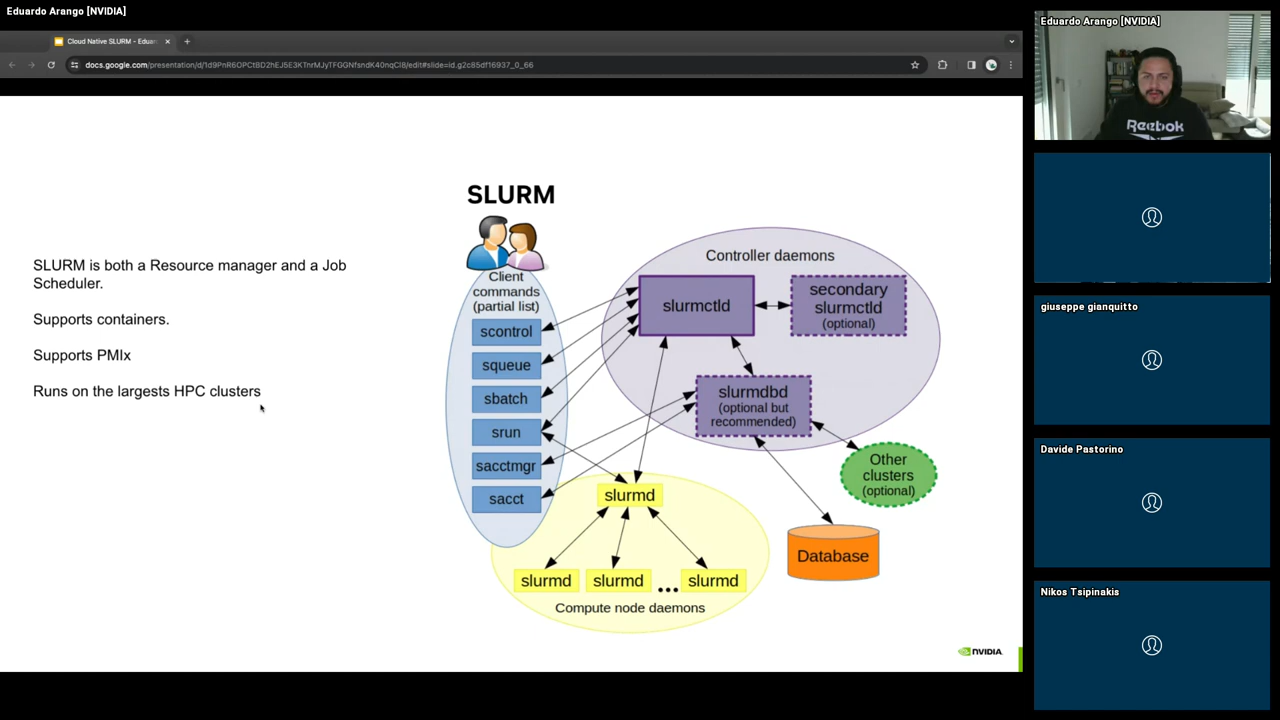 Eduardo Arango [NVIDIA]
Cloud Native SLURM - Eduar
docs.google.com/presentation/d/1d9PnR6OPCtBD2hEJ5E3KTnrMJyTFGGNfsndK40nqCl8/edit#slide=id.g2c85df16937_0_66
SLURM is both a Resource manager and a Job
Scheduler.
Supports containers.
Supports PMIx
Runs on the largests HPC clusters
SLURM
Client
commands
(partial list)
scontrol
squeue
sbatch
srun
sacctmgr
sacct
Controller daemons
slurmctld
secondary
slurmctld
(optional)
slurmdbd
(optional but
recommended)
Other
clusters
(optional)
Database
slurmd
slurmd
slurmd
...
slurmd
Compute node daemons
NVIDIA.
Eduardo Arango [NVIDIA]
Reebok
giuseppe gianquitto
Davide Pastorino
Nikos Tsipinakis